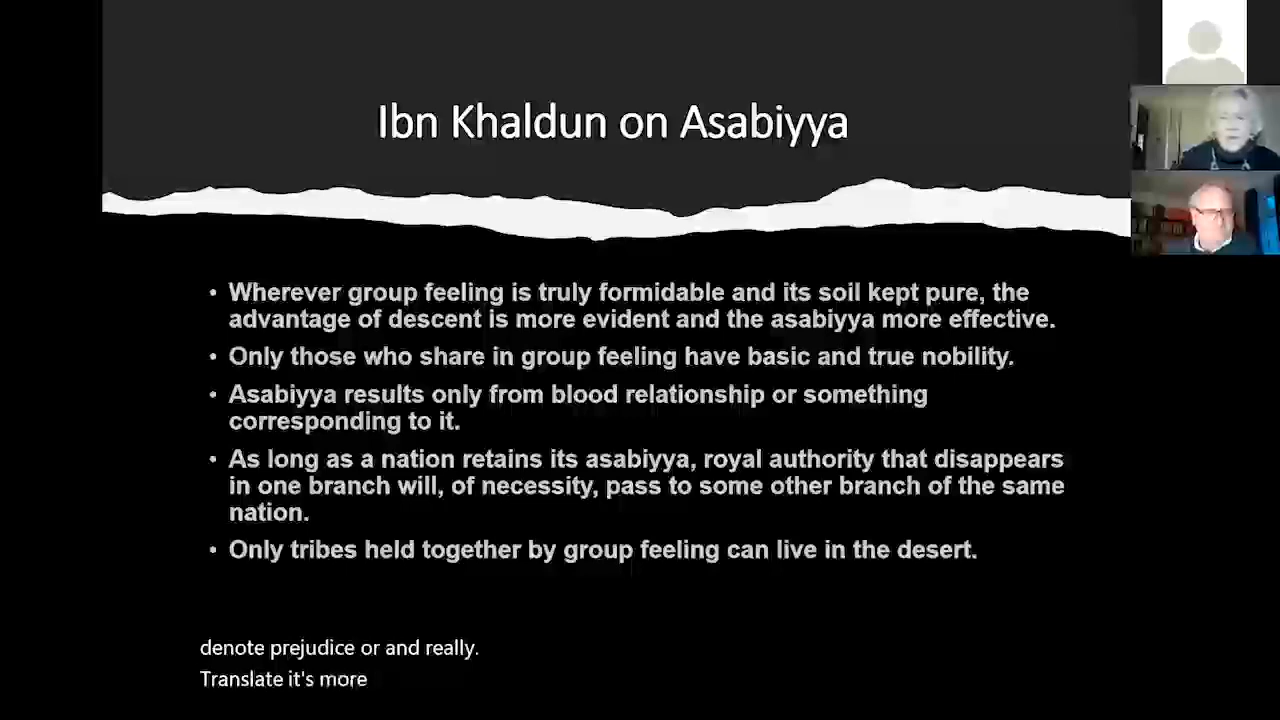 Ibn Khaldun on Asabiyya
• Wherever group feeling is truly formidable and its soil kept pure, the
advantage of descent is more evident and the asabiyya more effective.
• Only those who share in group feeling have basic and true nobility.
• Asabiyya results only from blood relationship or something
corresponding to it.
• As long as a nation retains its asabiyya, royal authority that disappears
in one branch will, of necessity, pass to some other branch of the same
nation.
• Only tribes held together by group feeling can live in the desert.
denote prejudice or and really.
Translate it's more